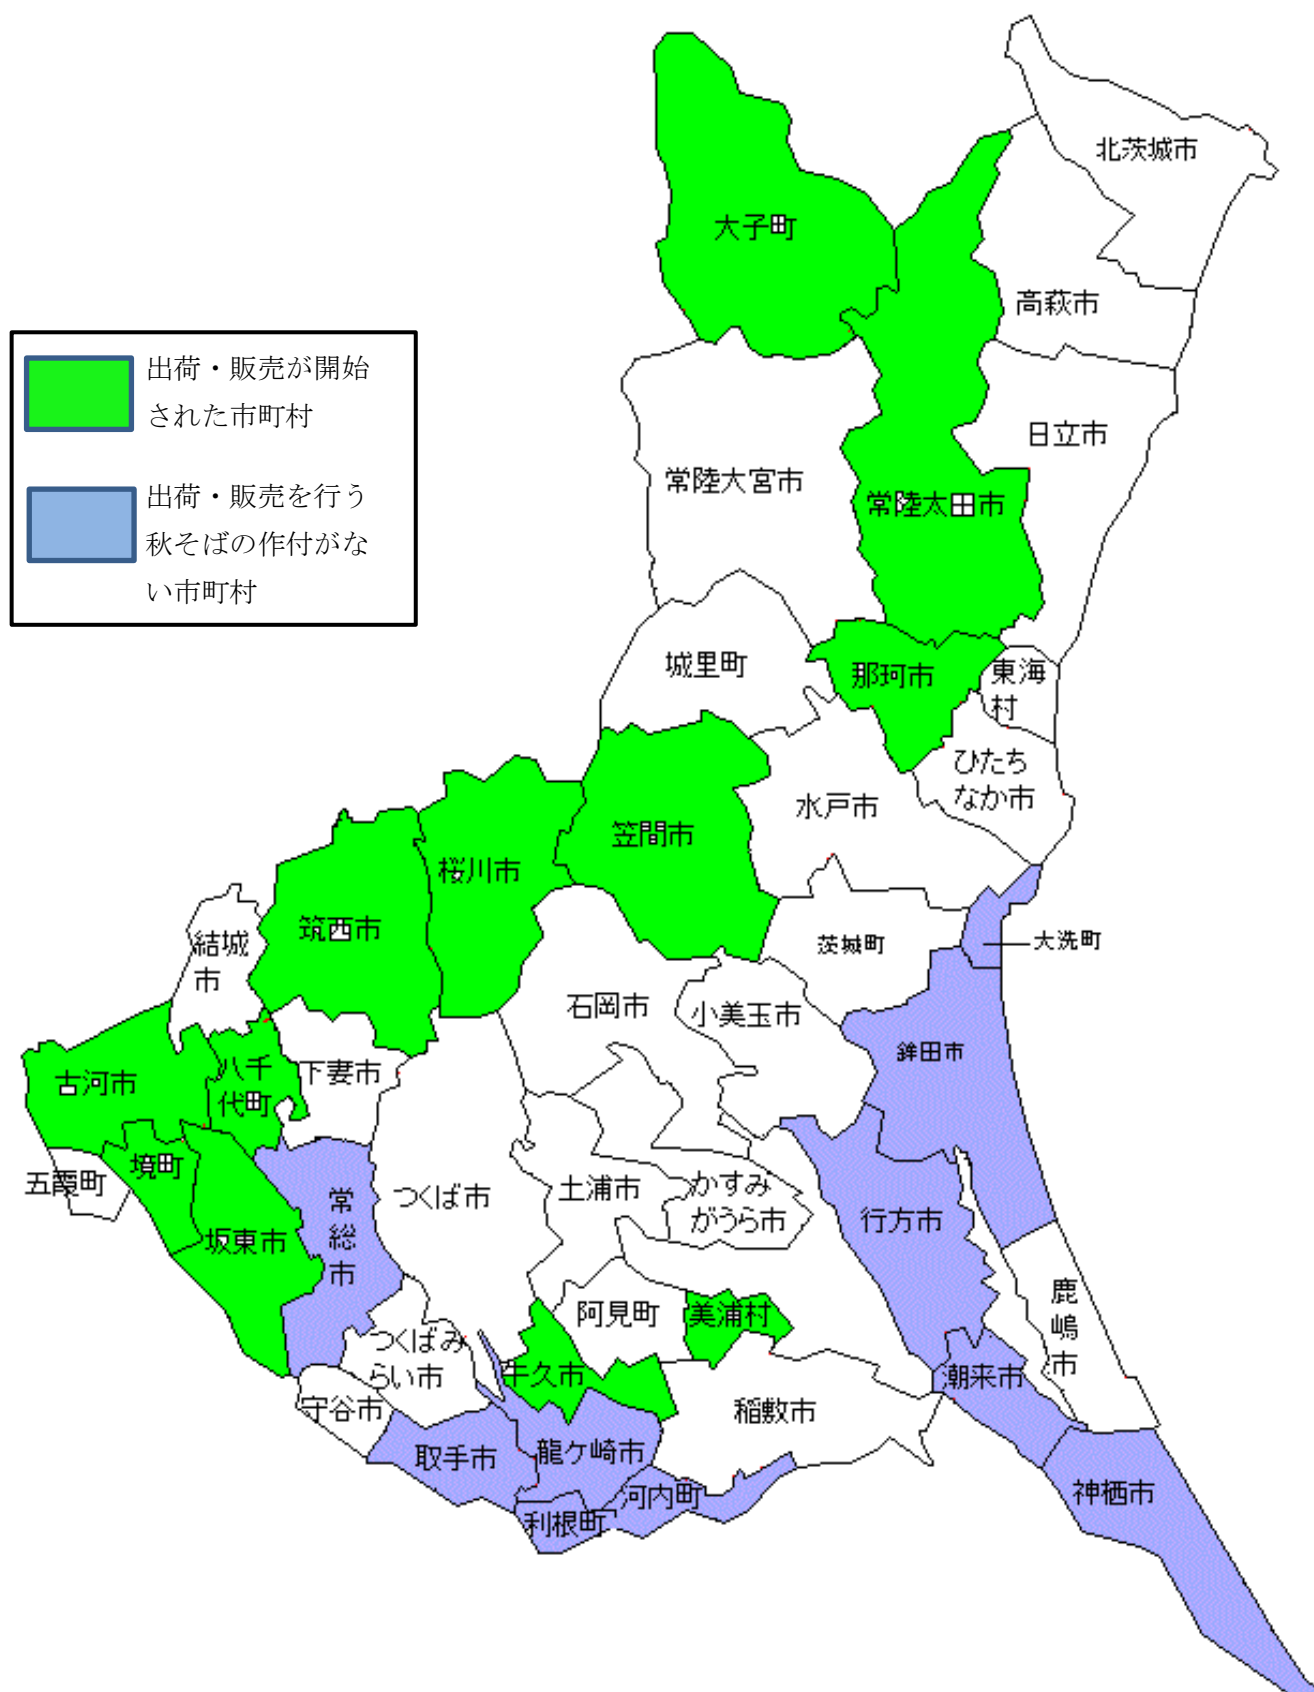 北茨城市
大子町
高萩市
出荷・販売が開始
された市町村
日立市
常陸大宮市
常陸太田市
出荷・販売を行う
秋そばの作付がな
い市町村
城里町
那珂市
東海
村
ひたち
なか市
水戸市
笠間市
桜川市
筑西市
結城
市
茨城町
大洗町
石岡市
小美玉市
鉾田市
古河市
八千
代町
下妻市
五霞町
境町
坂東市
常
総
市
つくば市
土浦市
かすみ
がうら市
行方市
鹿
嶋
市
阿見町
美浦村
つくばみ
らい市
牛久市
潮来市
守谷市
稲敷市
取手市
龍ケ崎市
河内町
利根町
神栖市